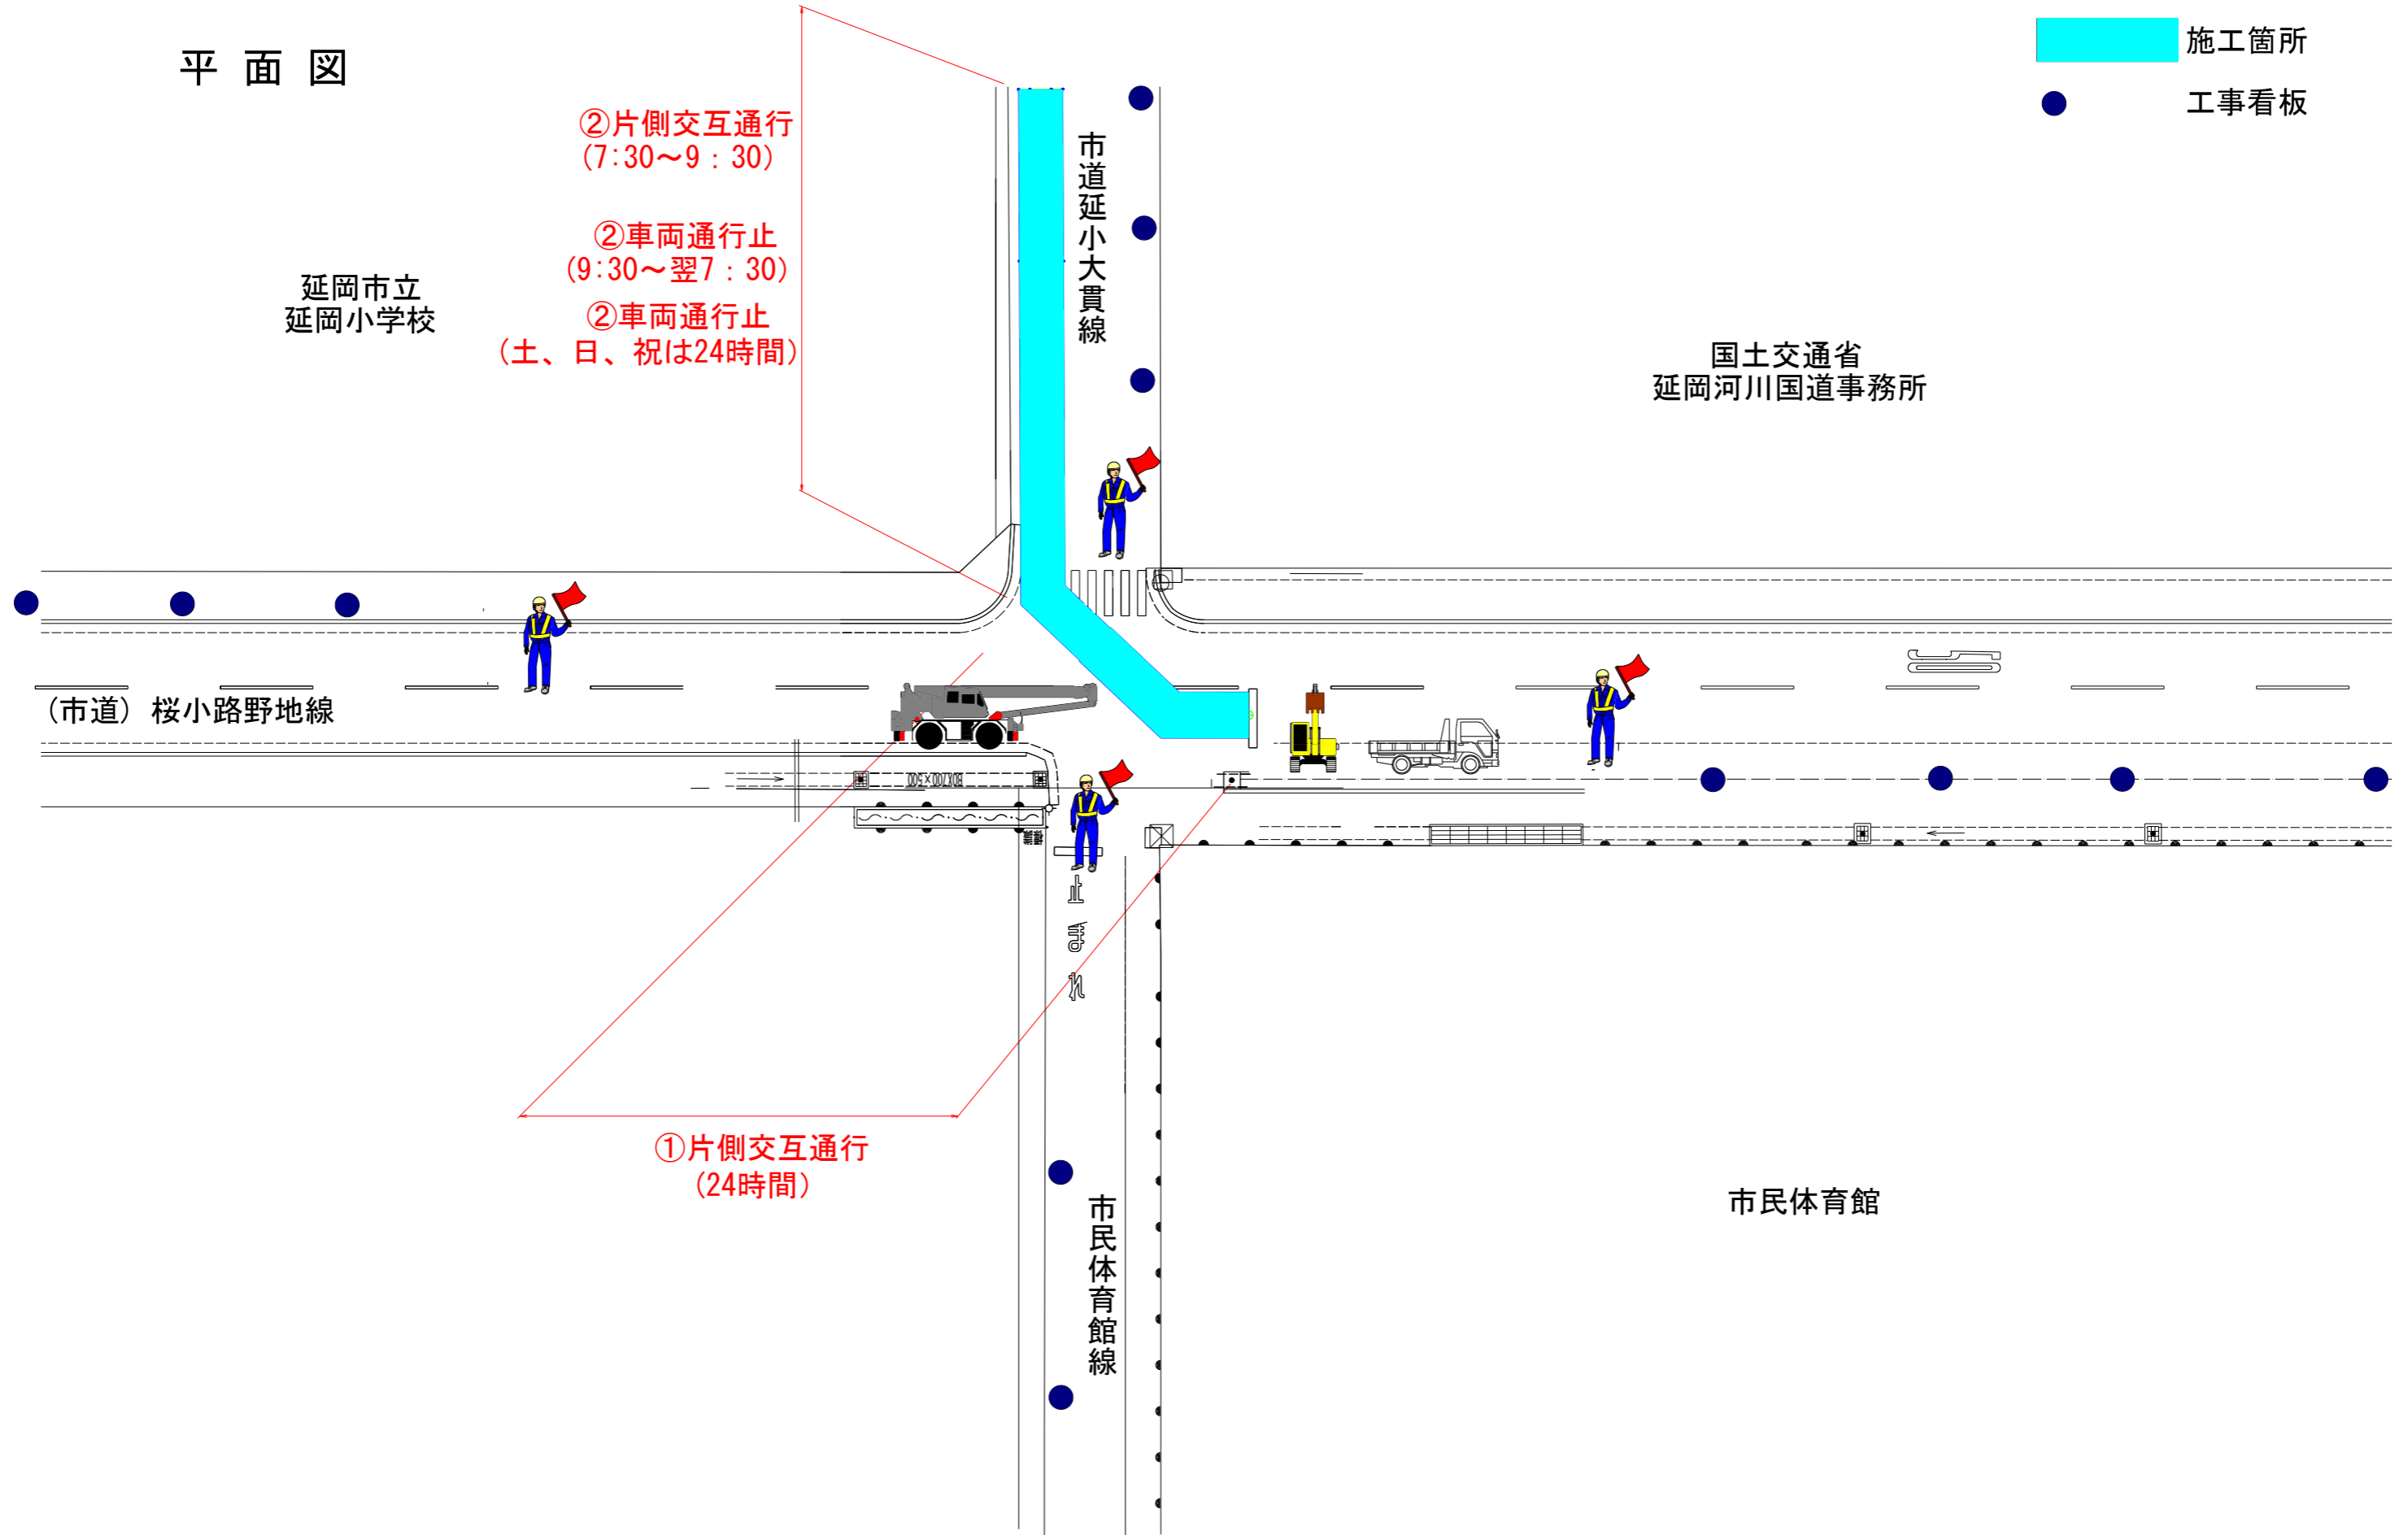 平面図
施工箇所
工事看板
②片側交互通行
(7:30～9：30)
②車両通行止
(9:30～翌7：30)
②車両通行止
(土、日、祝は24時間)
市道延小大貫線
延岡市立
延岡小学校
国土交通省
延岡河川国道事務所
(市道) 桜小路野地線
BOX700×500
標識
止まれ
①片側交互通行
(24時間)
市民体育館線
市民体育館